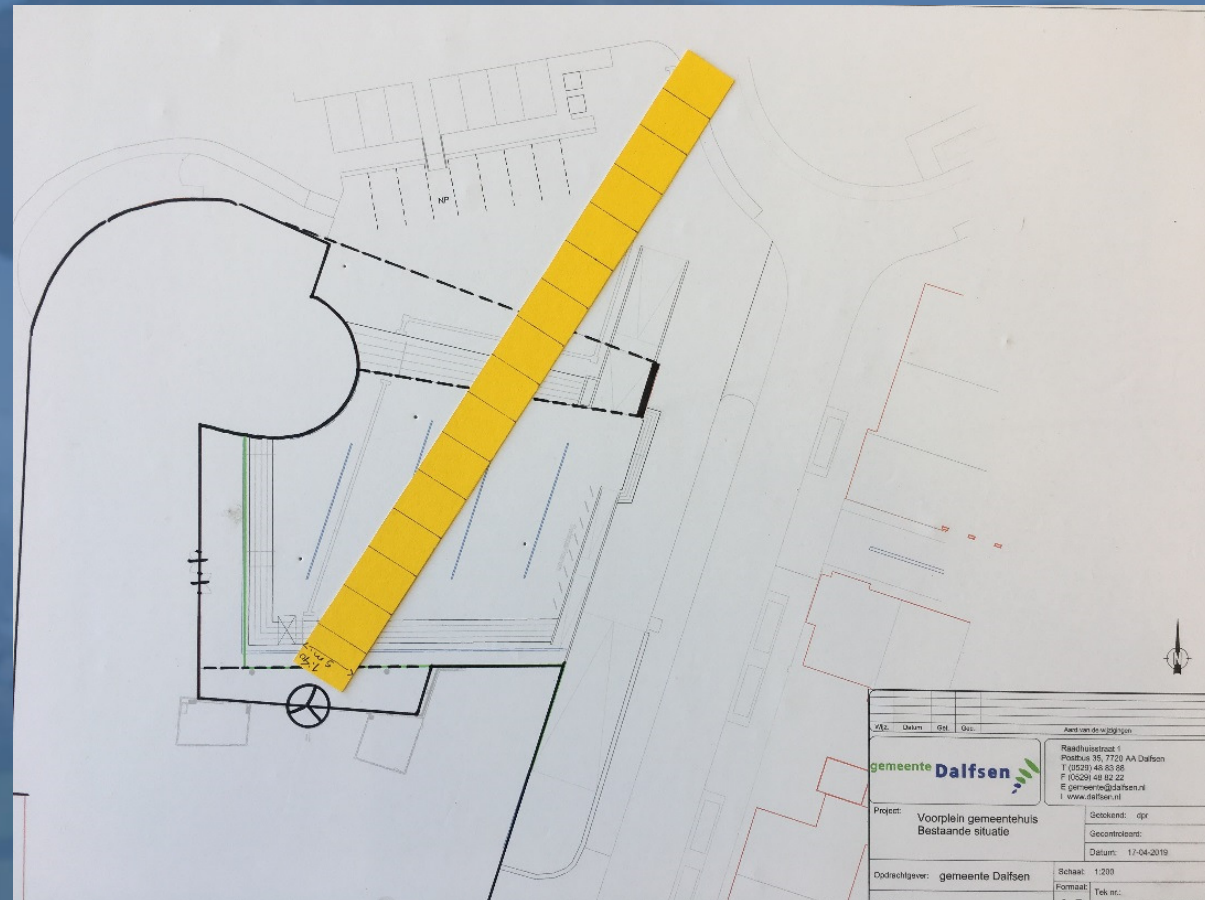 NP
Wijz.
Datum
Get.
Gec.
Aard van de wijzigingen
gemeente Dalfsen
Raadhuisstraat 1
Postbus 35, 7720 AA Dalfsen
T (0529) 48 83 88
F (0529) 48 82 22
E gemeente@dalfsen.nl
I www.dalfsen.nl
Project: Voorplein gemeentehuis
Bestaande situatie
Getekend: dpr
Gecontroleerd:
Datum: 17-04-2019
Opdrachtgever: gemeente Dalfsen
Schaal: 1:200
Formaat:
Tek nr.: